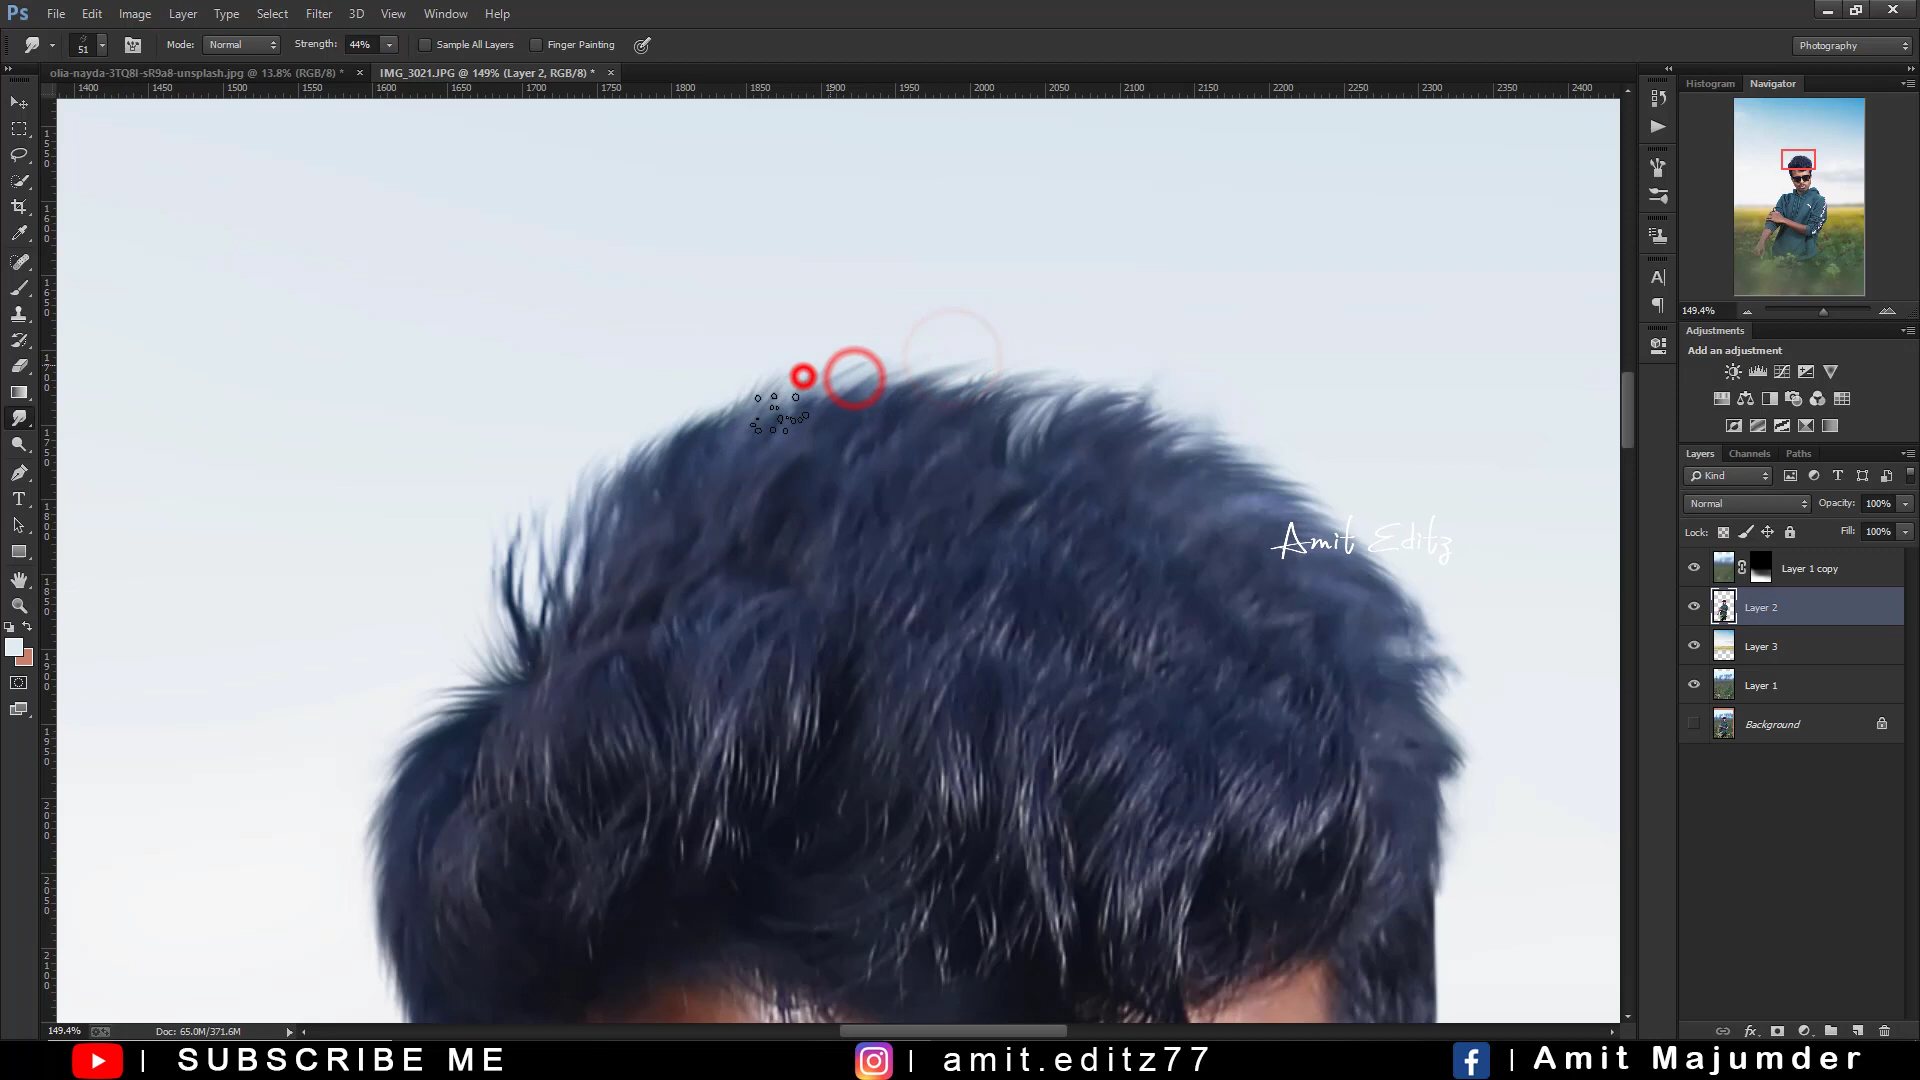 Ps File Edit Image Layer Type Select Filter 3D View Window Help
51 Mode: Normal Strength: 44% Sample All Layers Finger Painting Photography
olia-nayda-3TQ8I-sR9a8-unsplash.jpg @ 13.8% (RGB/8) * × IMG_3021.JPG @ 149% (Layer 2, RGB/8) * ×
1400 1450 1500 1550 1600 1650 1700 1750 1800 1850 1900 1950 2000 2050 2100 2150 2200 2250 2300 2350 2400
Histogram Navigator
149.4%
Adjustments
Add an adjustment
Layers Channels Paths
Kind
Normal Opacity: 100%
Lock: Fill: 100%
Layer 1 copy
Layer 2
Layer 3
Layer 1
Background
Amit Editz
149.4% Doc: 65.0M/371.6M
| SUBSCRIBE ME | amit.editz77 | Amit Majumder